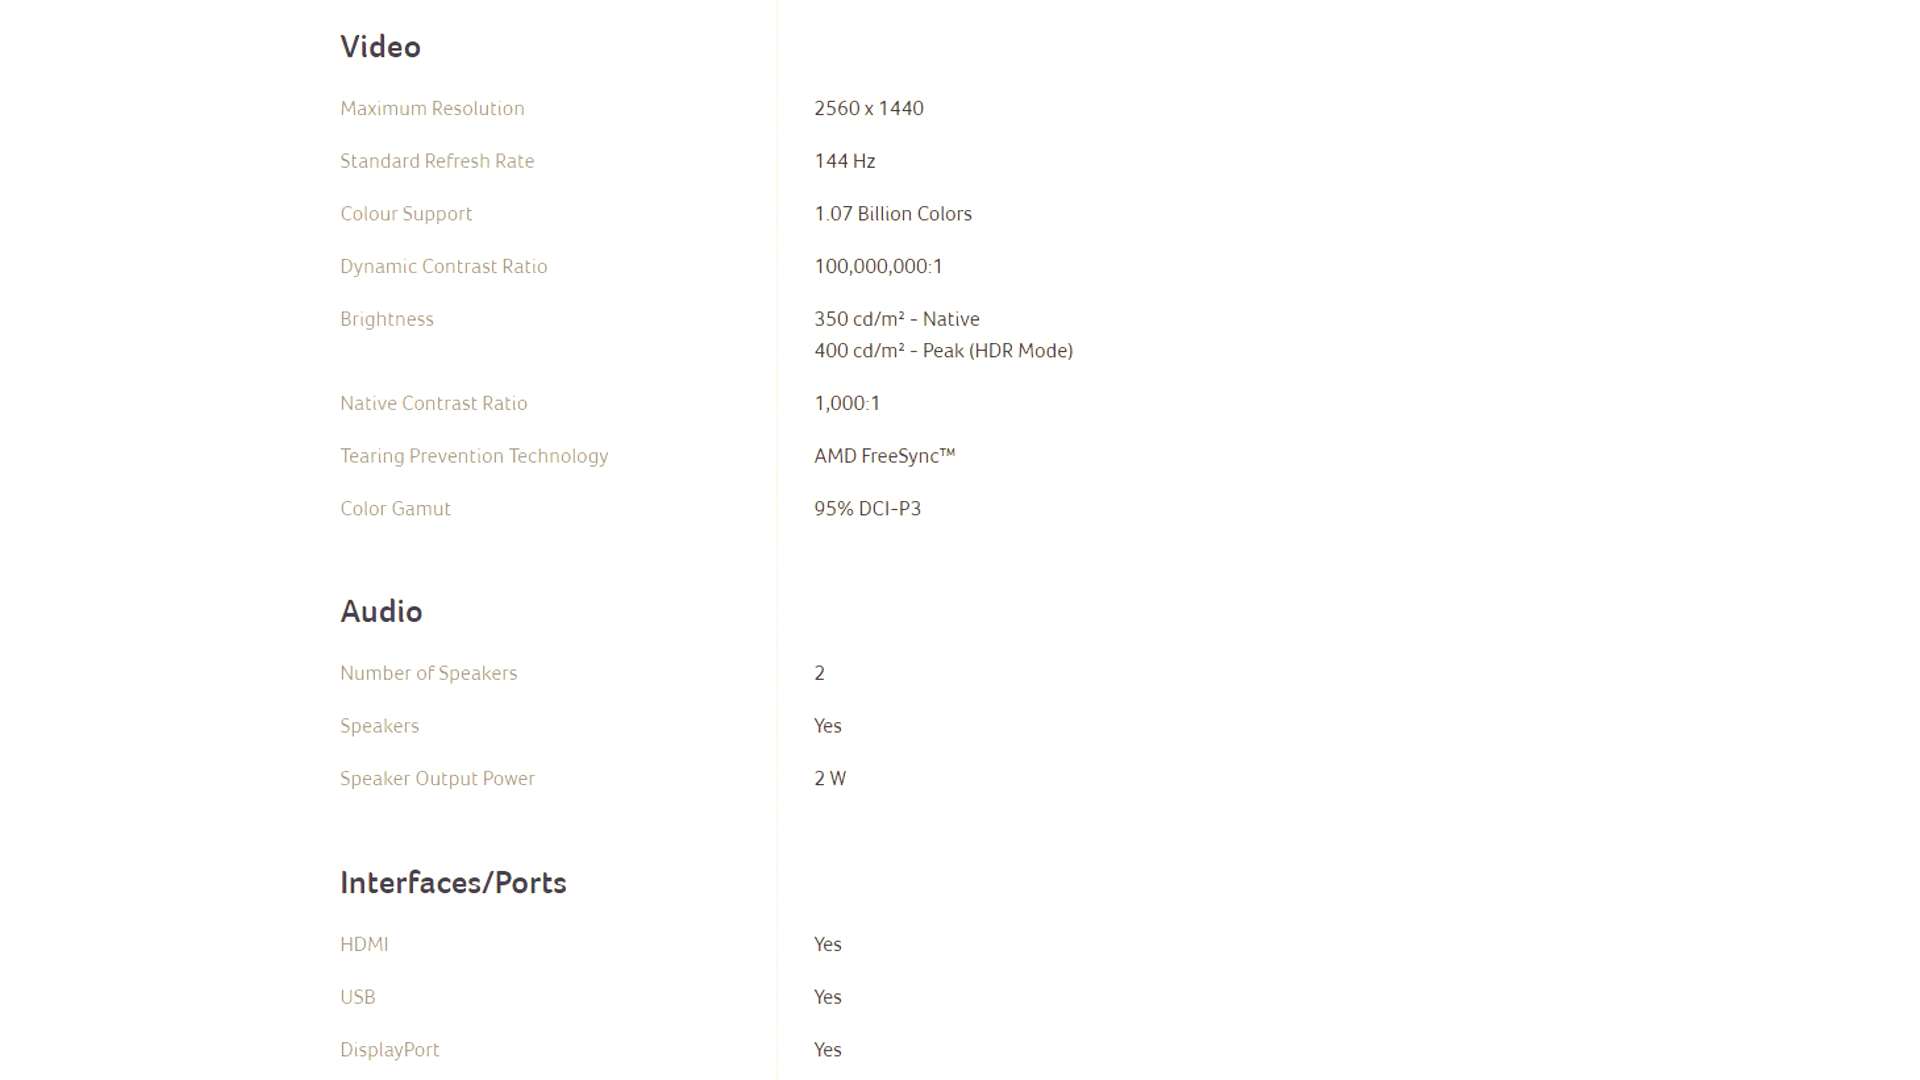 Video
Maximum Resolution 2560 x 1440
Standard Refresh Rate 144 Hz
Colour Support 1.07 Billion Colors
Dynamic Contrast Ratio 100,000,000:1
Brightness 350 cd/m² - Native
400 cd/m² - Peak (HDR Mode)
Native Contrast Ratio 1,000:1
Tearing Prevention Technology AMD FreeSync™
Color Gamut 95% DCI-P3
Audio
Number of Speakers 2
Speakers Yes
Speaker Output Power 2 W
Interfaces/Ports
HDMI Yes
USB Yes
DisplayPort Yes